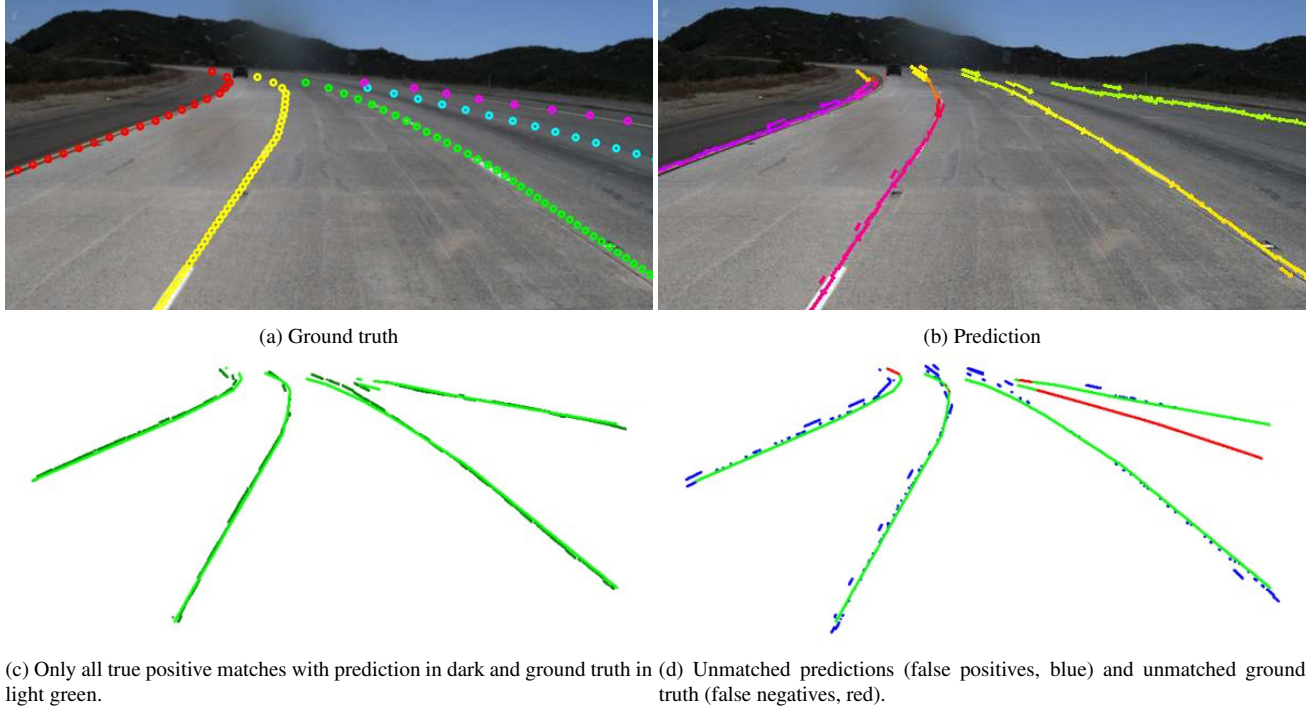 (a) Ground truth
(b) Prediction
(c) Only all true positive matches with prediction in dark and ground truth in
light green.
(d) Unmatched predictions (false positives, blue) and unmatched ground
truth (false negatives, red).